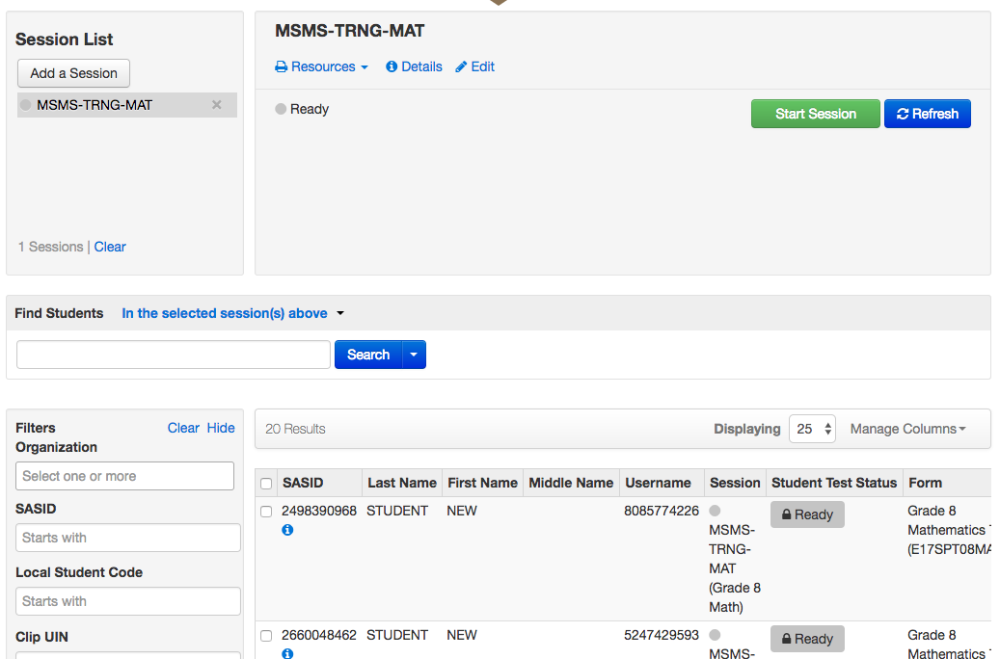 Session List
Add a Session
MSMS-TRNG-MAT
1 Sessions | Clear
MSMS-TRNG-MAT
Resources Details Edit
Ready
Start Session Refresh
Find Students In the selected session(s) above
Search
Filters Clear Hide
Organization
Select one or more
SASID
Starts with
Local Student Code
Starts with
Clip UIN
20 Results Displaying 25 Manage Columns
SASID Last Name First Name Middle Name Username Session Student Test Status Form
2498390968 STUDENT NEW 8085774226 Ready Grade 8
MSMS- Mathematics
TRNG- (E17SPT08MA
MAT
(Grade 8
Math)
2660048462 STUDENT NEW 5247429593 Ready Grade 8
MSMS- Mathematics